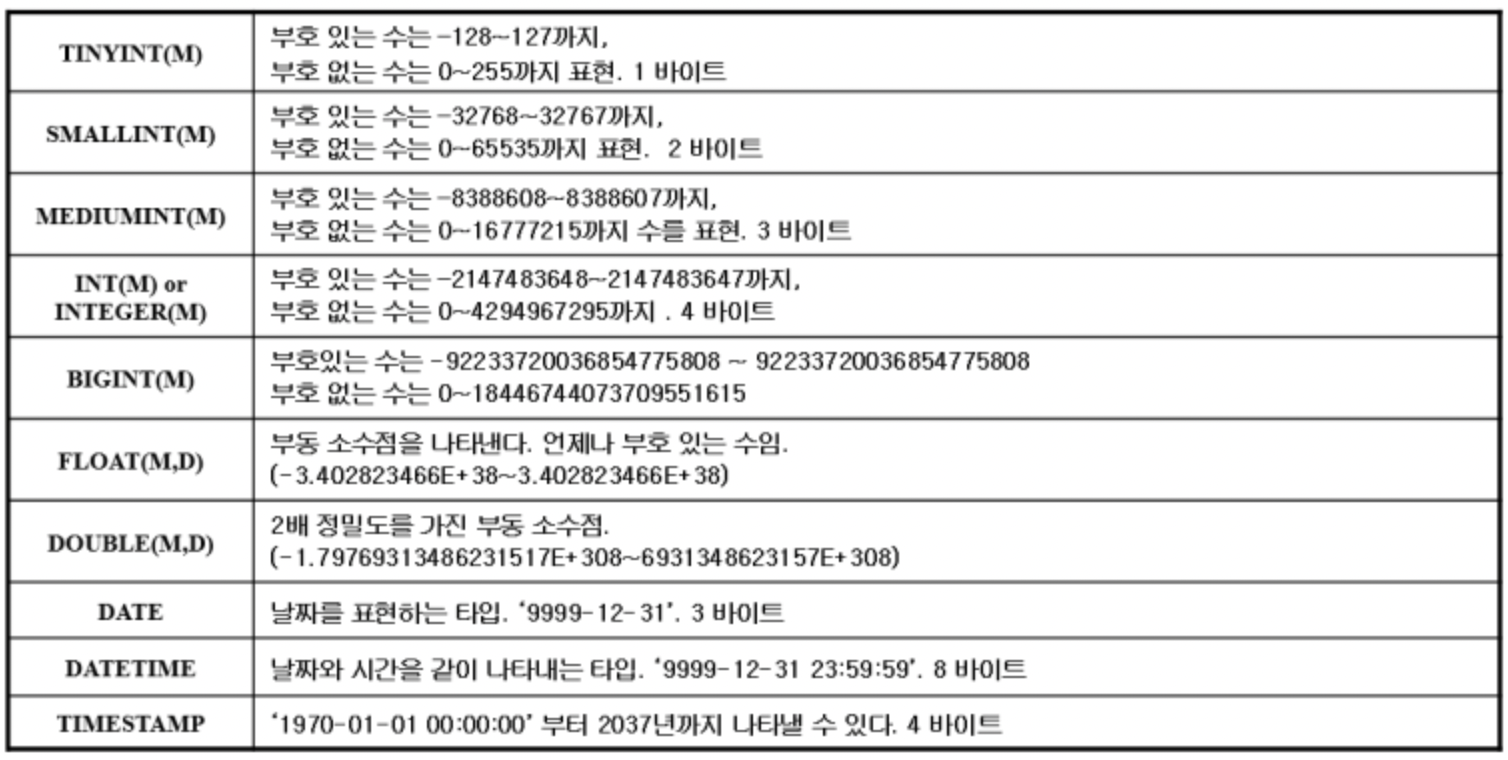 TINYINT(M)
부호 있는 수는 -128~127까지,
부호 없는 수는 0~255까지 표현. 1 바이트
SMALLINT(M)
부호 있는 수는 -32768~32767까지,
부호 없는 수는 0~65535까지 표현. 2 바이트
MEDIUMINT(M)
부호 있는 수는 -8388608~8388607까지,
부호 없는 수는 0~16777215까지 수를 표현. 3 바이트
INT(M) or
INTEGER(M)
부호 있는 수는 -2147483648~2147483647까지,
부호 없는 수는 0~4294967295까지 . 4 바이트
BIGINT(M)
부호있는 수는 -92233720036854775808 ~ 92233720036854775808
부호 없는 수는 0~18446744073709551615
FLOAT(M,D)
부동 소수점을 나타낸다. 언제나 부호 있는 수임.
(-3.402823466E+38~3.402823466E+38)
DOUBLE(M,D)
2배 정밀도를 가진 부동 소수점.
(-1.79769313486231517E+308~6931348623157E+308)
DATE
날짜를 표현하는 타입. ‘9999-12-31’. 3 바이트
DATETIME
날짜와 시간을 같이 나타내는 타입. ‘9999-12-31 23:59:59’. 8 바이트
TIMESTAMP
‘1970-01-01 00:00:00’ 부터 2037년까지 나타낼 수 있다. 4 바이트